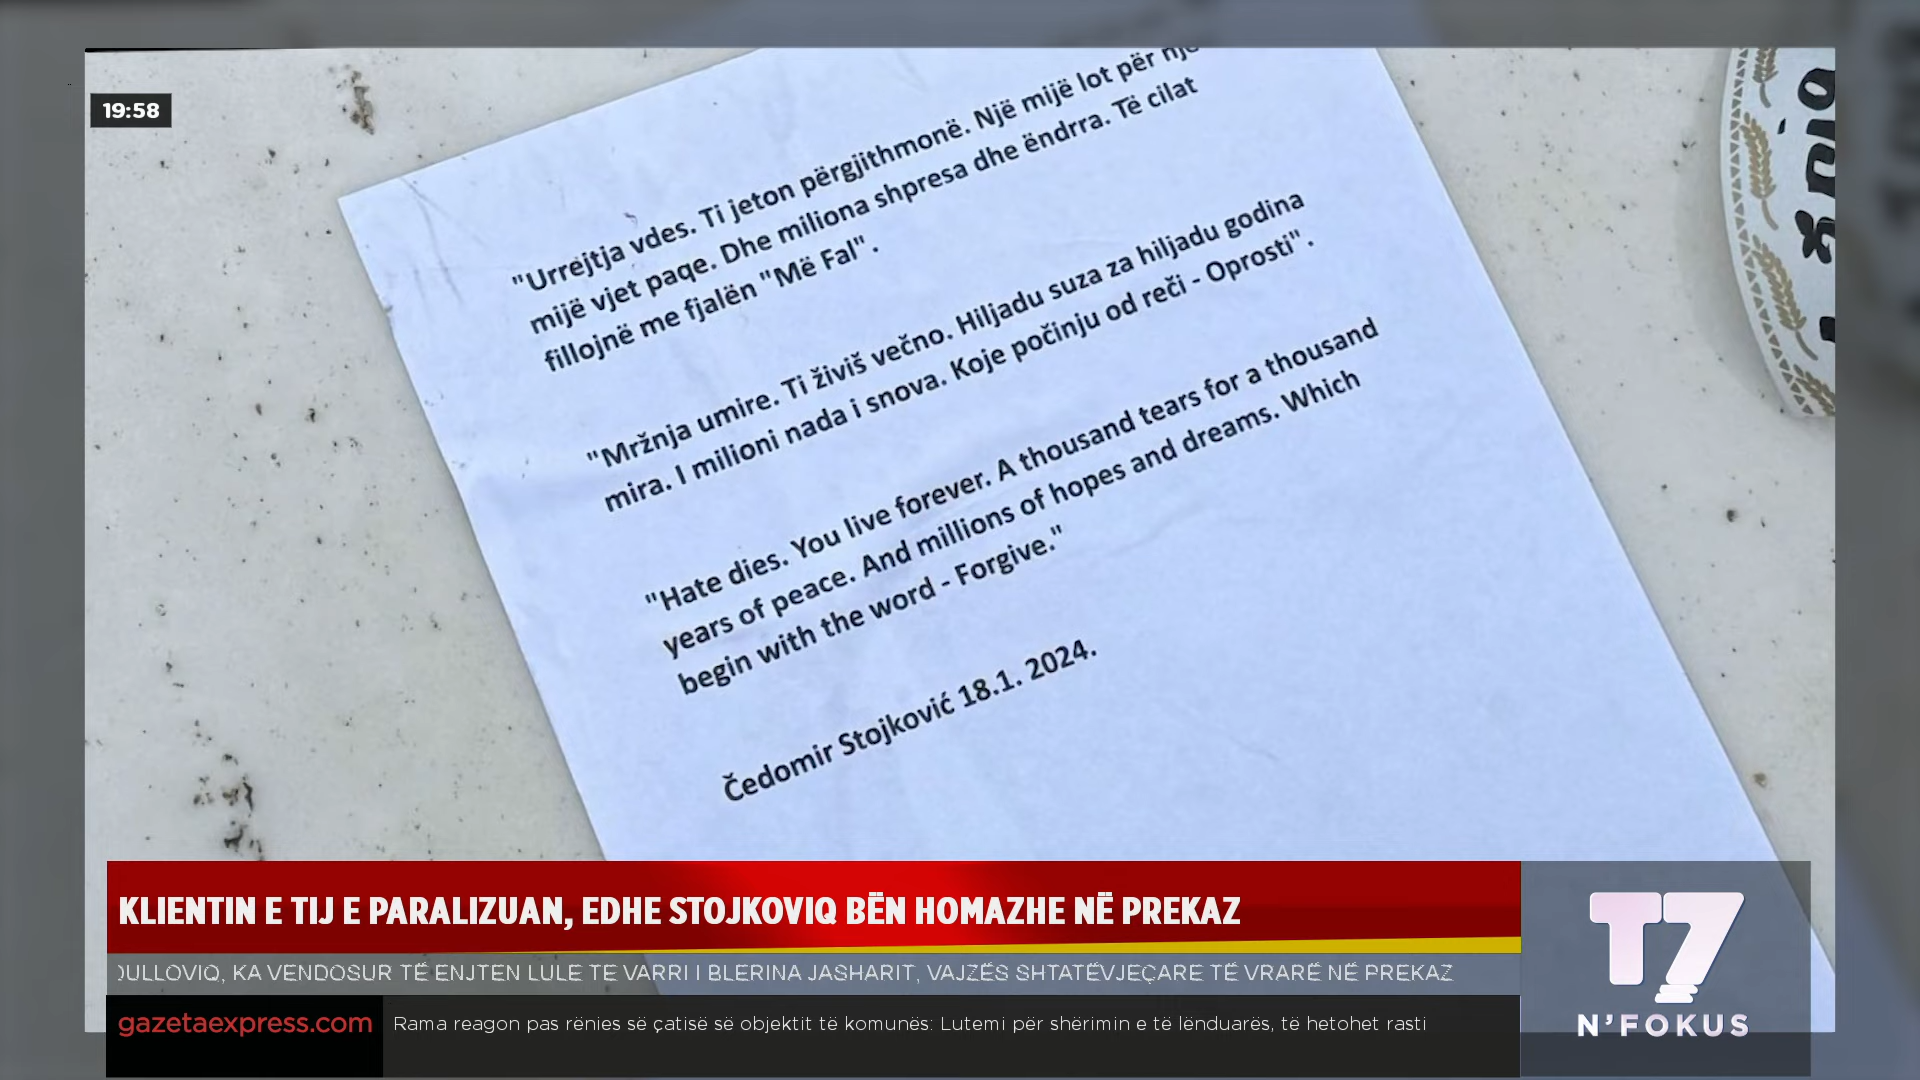 19:58
"Urrejtja vdes. Ti jeton përgjithmonë. Një mijë lot për një
mijë vjet paqe. Dhe miliona shpresa dhe ëndrra. Të cilat
fillojnë me fjalën "Më Fal" .
"Mržnja umire. Ti živiš večno. Hiljadu suza za hiljadu godina
mira. I milioni nada i snova. Koje počinju od reči - Oprosti" .
"Hate dies. You live forever. A thousand tears for a thousand
years of peace. And millions of hopes and dreams. Which
begin with the word - Forgive."
Čedomir Stojković 18.1. 2024.
KLIENTIN E TIJ E PARALIZUAN, EDHE STOJKOVIQ BËN HOMAZHE NË PREKAZ
KA VENDOSUR TË ENJTEN LULE TE VARRI I BLERINA JASHARIT, VAJZËS SHTATËVJEÇARE TË VRARË NË PREKAZ
gazetaexpress.com Rama reagon pas rënies së çatisë së objektit të komunës: Lutemi për shërimin e të lënduarës, të hetohet rasti
T7
N'FOKUS